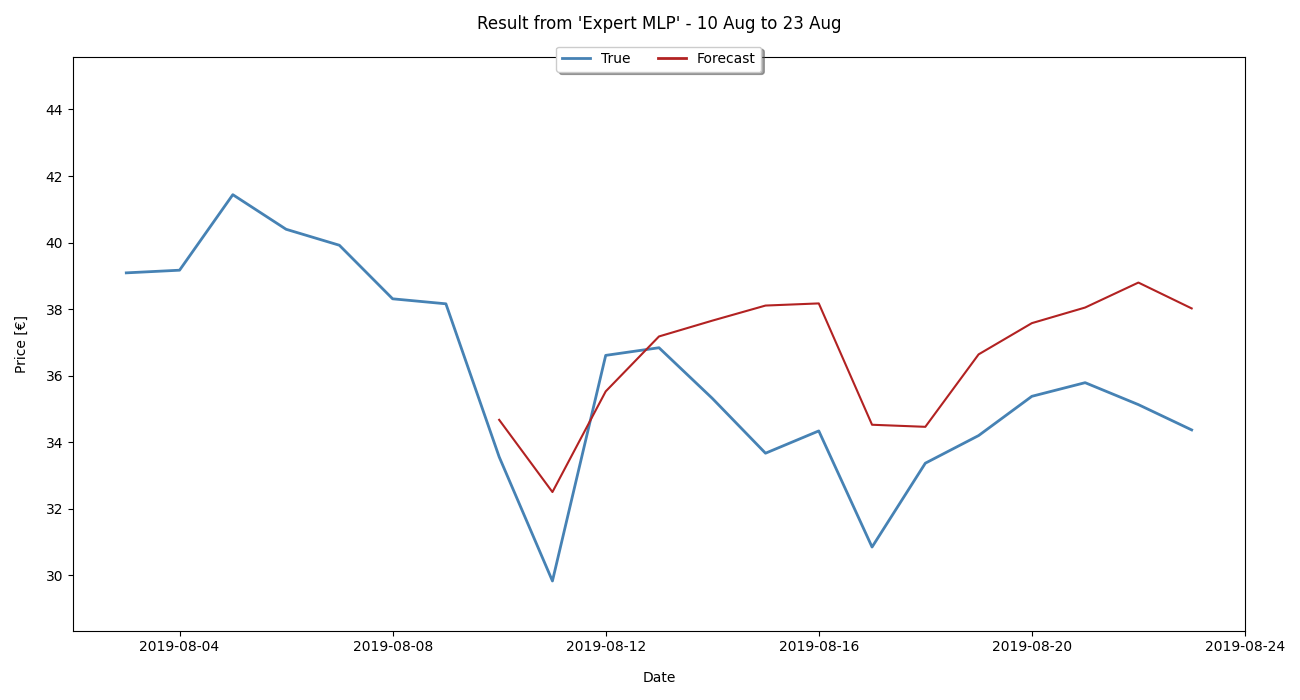 Result from 'Expert MLP' - 10 Aug to 23 Aug
True Forecast
44
42
40
38
36
34
32
30
Price [€]
2019-08-04 2019-08-08 2019-08-12 2019-08-16 2019-08-20 2019-08-24
Date